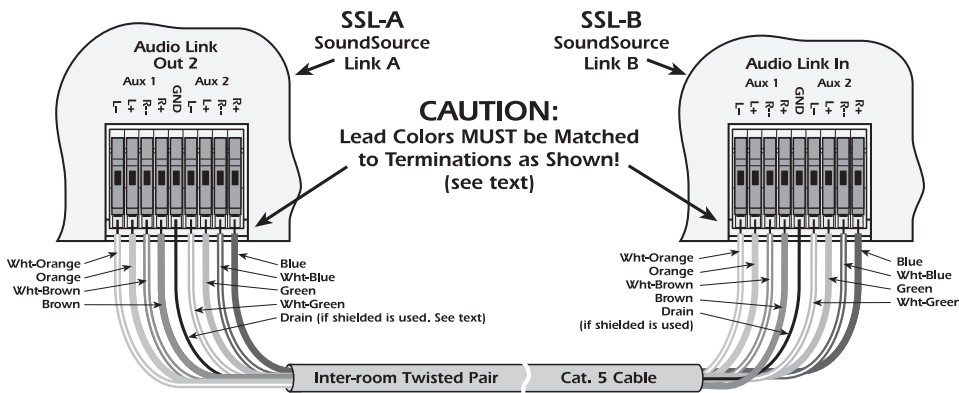 SSL-A
SoundSource
Link A
SSL-B
SoundSource
Link B
Audio Link
Out 2
Aux 1 Aux 2
L- L+ R- R+ GND L- L+ R- R+
Audio Link In
Aux 1 Aux 2
L- L+ R- R+ GND L- L+ R- R+
CAUTION:
Lead Colors MUST be Matched
to Terminations as Shown!
(see text)
Wht-Orange
Orange
Wht-Brown
Brown
Blue
Wht-Blue
Green
Wht-Green
Drain (if shielded is used. See text)
Wht-Orange
Orange
Wht-Brown
Brown
Drain
(if shielded is used)
Blue
Wht-Blue
Green
Wht-Green
Inter-room Twisted Pair Cat. 5 Cable